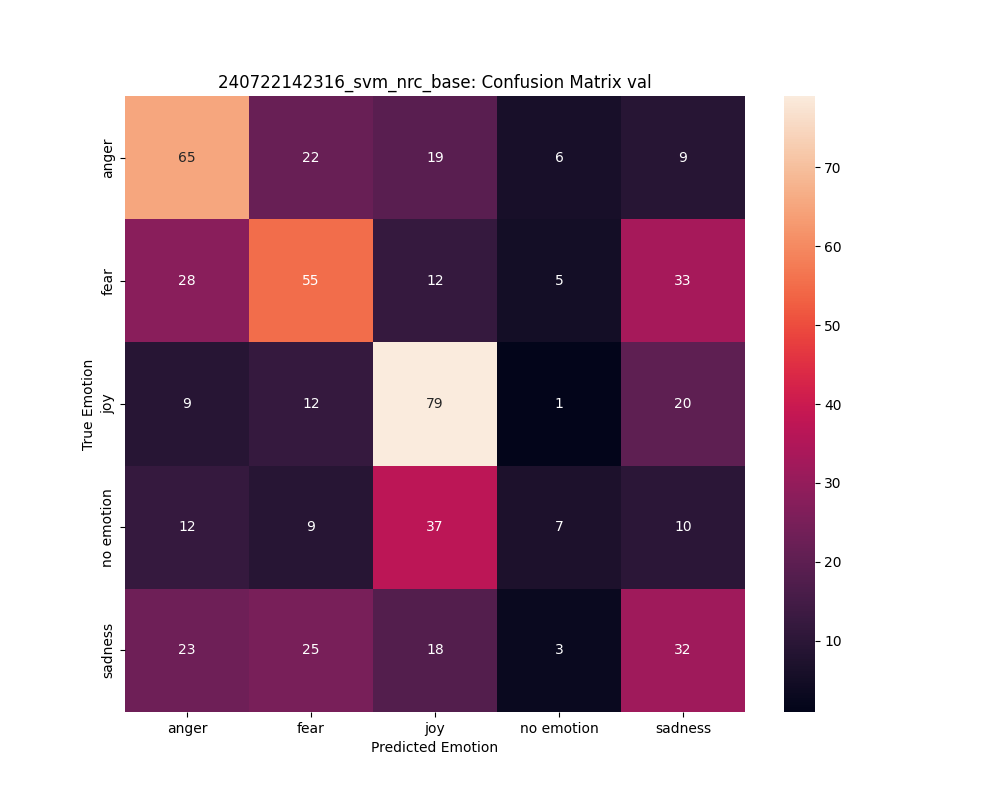 240722142316_svm_nrc_base: Confusion Matrix val
anger 65 22 19 6 9
fear 28 55 12 5 33
joy 9 12 79 1 20
no emotion 12 9 37 7 10
sadness 23 25 18 3 32
anger fear joy no emotion sadness
Predicted Emotion
True Emotion
70
60
50
40
30
20
10